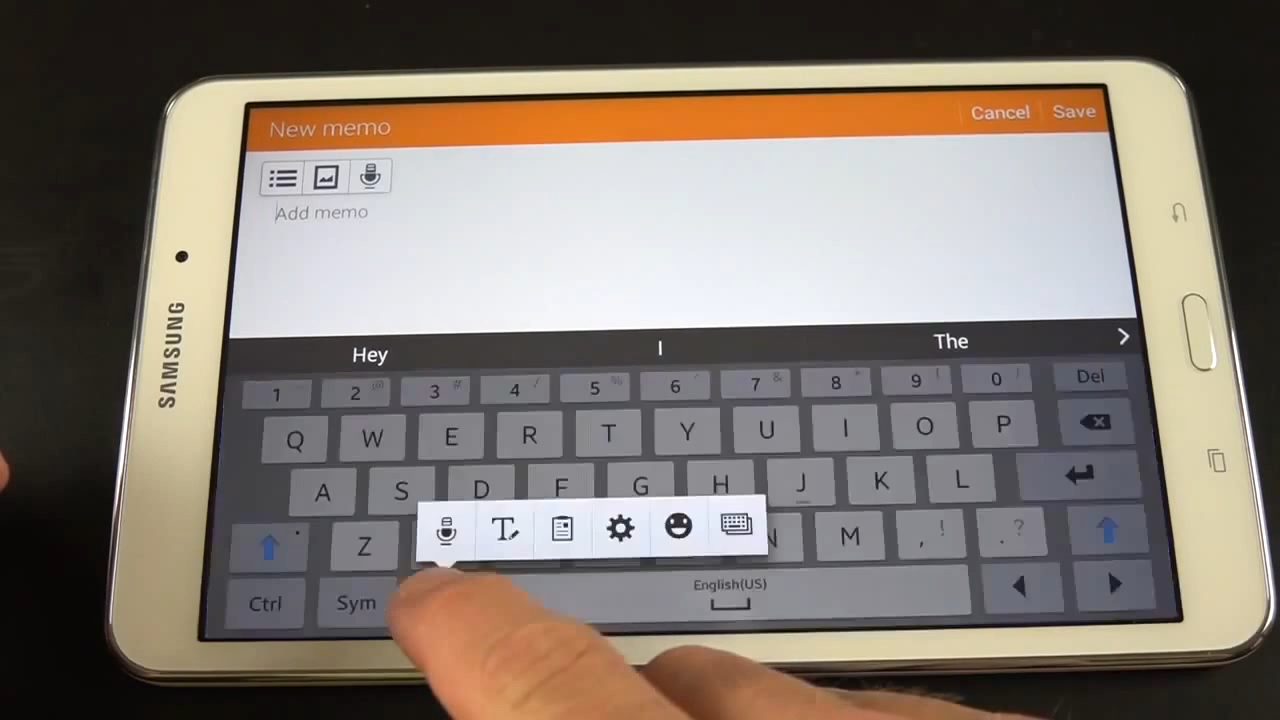 New memo Cancel Save
Add memo
SAMSUNG
Hey I The
1 2 @ 3 # 4 / 5 % 6 ^ 7 & 8 * 9 ( 0 ) Del
Q W E R T Y U I O P
A S D F G H J K L
Z N M , ! . ?
Ctrl Sym English(US)